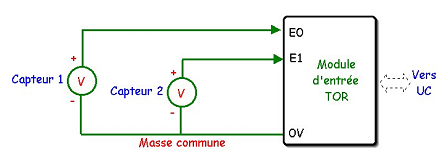 E0
+
E1
Module
d'entrée
TOR
Vers
UC
Capteur 1
V
-
+
Capteur 2
V
-
0V
Masse commune